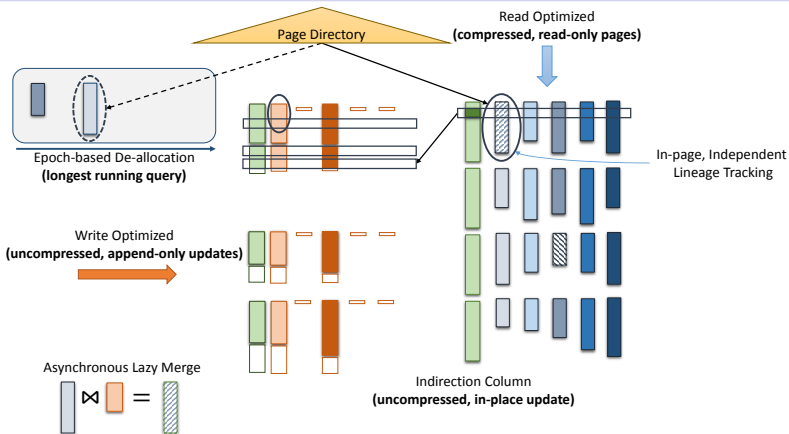 Read Optimized
(compressed, read-only pages)
Page Directory
Epoch-based De-allocation
(longest running query)
In-page, Independent
Lineage Tracking
Write Optimized
(uncompressed, append-only updates)
Asynchronous Lazy Merge
⋈ =
Indirection Column
(uncompressed, in-place update)